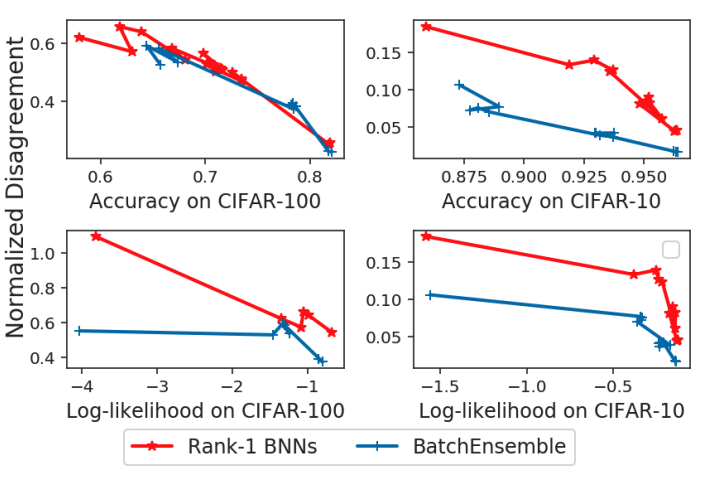 Normalized Disagreement
0.6
0.4
0.6 0.7 0.8
Accuracy on CIFAR-100
0.15
0.10
0.05
0.875 0.900 0.925 0.950
Accuracy on CIFAR-10
1.0
0.8
0.6
0.4
−4 −3 −2 −1
Log-likelihood on CIFAR-100
0.15
0.10
0.05
−1.5 −1.0 −0.5
Log-likelihood on CIFAR-10
Rank-1 BNNs BatchEnsemble